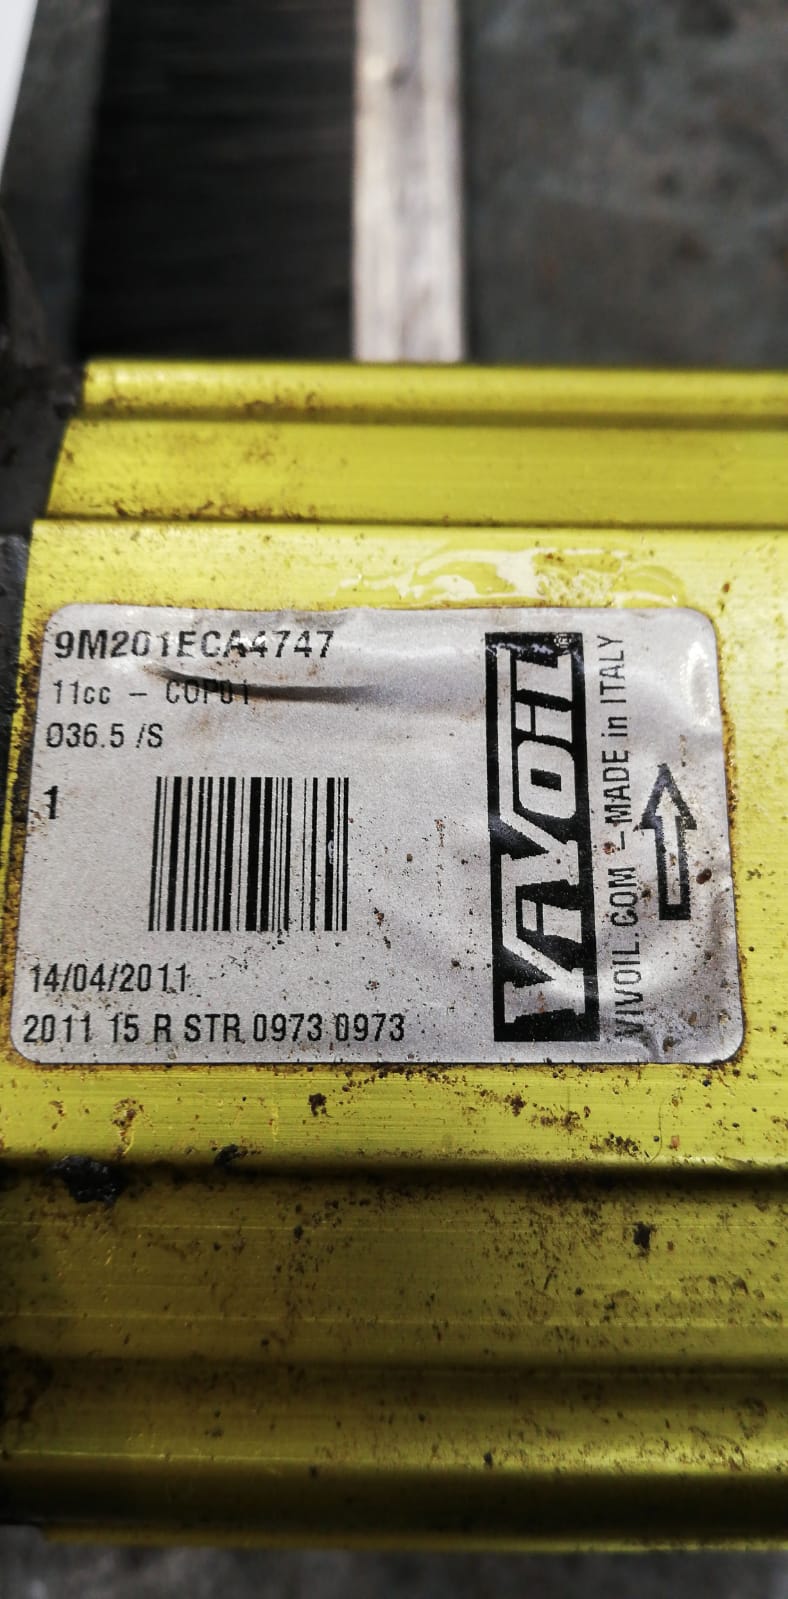 9M201ECA4747
11cc - COP01
Ø36.5 /S
1
14/04/2011
2011 15 R STR 0973 0973
ViVOiL®
VIVOIL.COM - MADE in ITALY